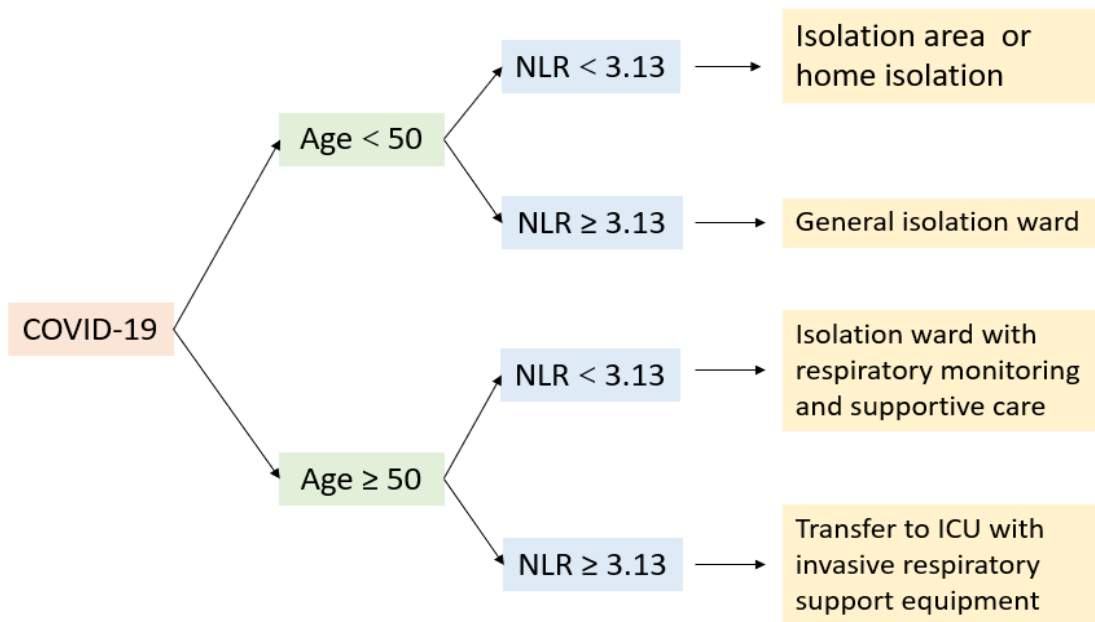 COVID-19
Age < 50
NLR < 3.13
Isolation area or
home isolation
NLR ≥ 3.13
General isolation ward
Age ≥ 50
NLR < 3.13
Isolation ward with
respiratory monitoring
and supportive care
NLR ≥ 3.13
Transfer to ICU with
invasive respiratory
support equipment